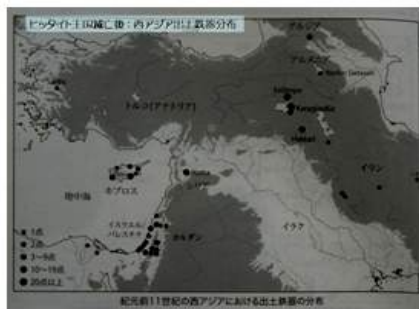 ヒッタイト王国滅亡後：西アジア出土鉄器分布
ジョージア
アルメニア
トルコ［アナトリア］
Hakkari
イラン
キプロス
Hama
地中海
シリア
イスラエル/
パレスチナ
ヨルダン
イラク
1点
2点
3〜9点
10〜19点
20点以上
紀元前11世紀の西アジアにおける出土鉄器の分布